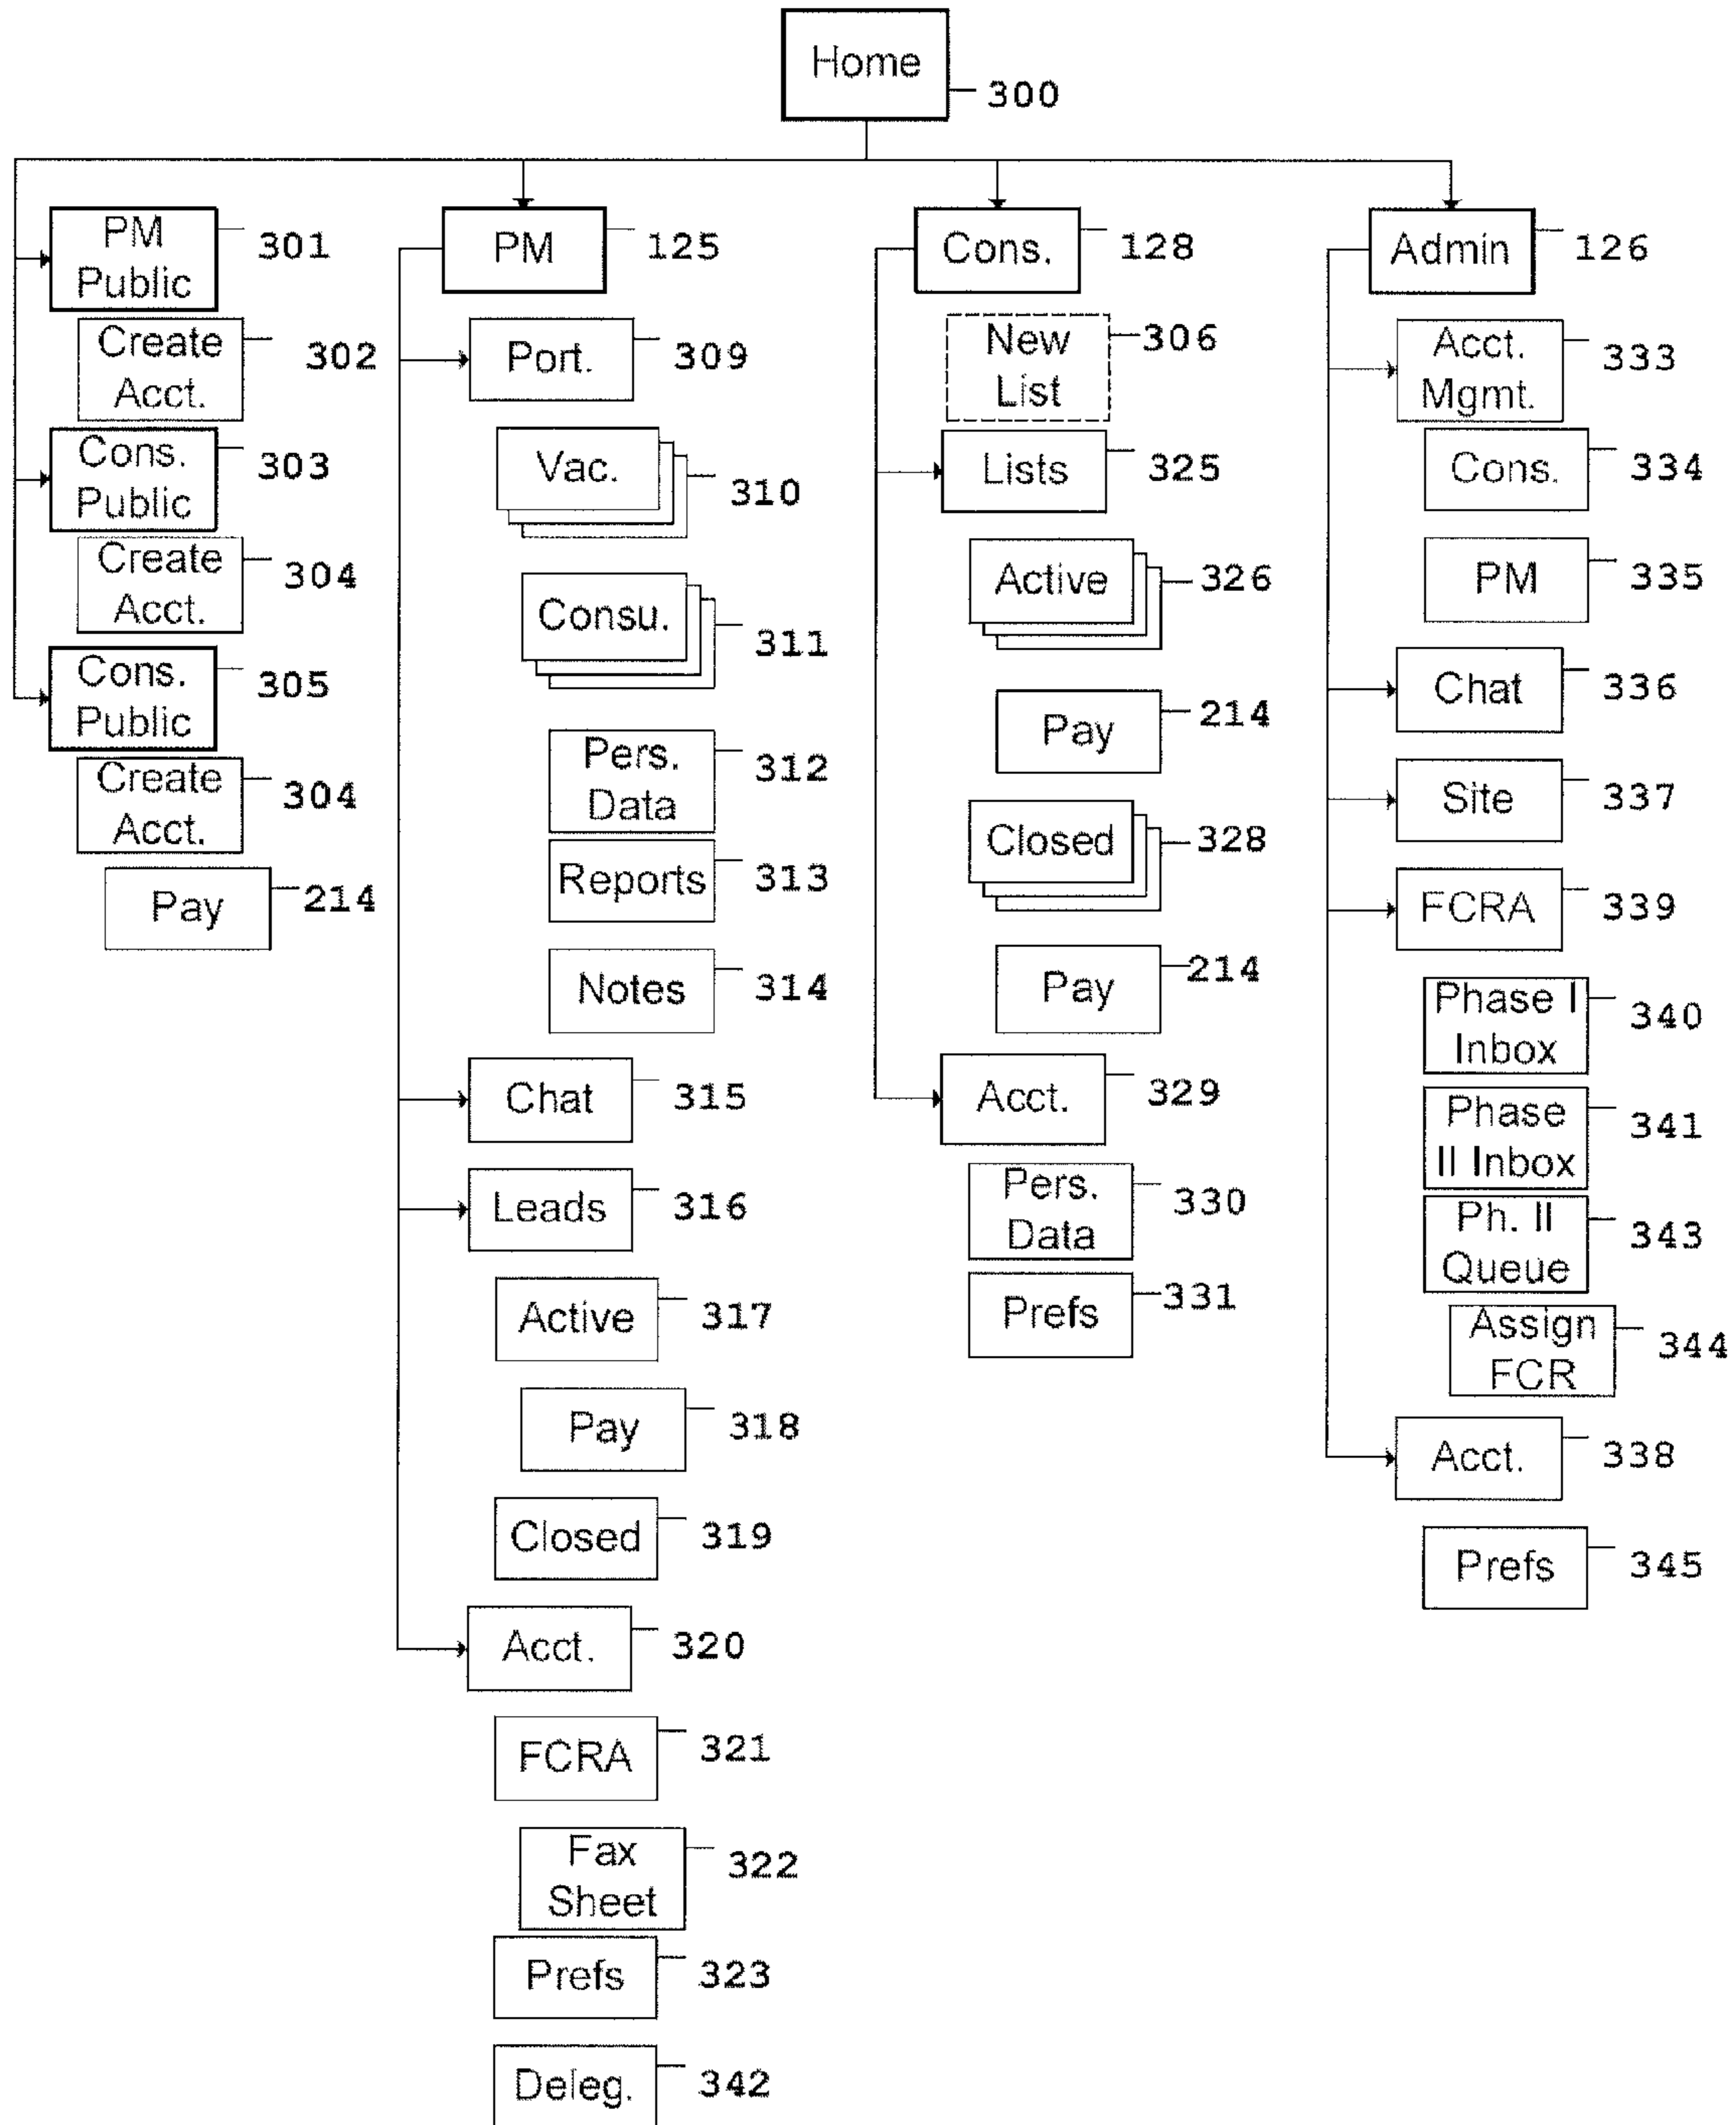 Home
300
PM
Public
301
Create
Acct.
302
Cons.
Public
303
Create
Acct.
304
Cons.
Public
305
Create
Acct.
304
Pay
214
PM
125
Port.
309
Vac.
310
Consu.
311
Pers.
Data
312
Reports
313
Notes
314
Chat
315
Leads
316
Active
317
Pay
318
Closed
319
Acct.
320
FCRA
321
Fax
Sheet
322
Prefs
323
Deleg.
342
Cons.
128
New
List
306
Lists
325
Active
326
Pay
214
Closed
328
Pay
214
Acct.
329
Pers.
Data
330
Prefs
331
Admin
126
Acct.
Mgmt.
333
Cons.
334
PM
335
Chat
336
Site
337
FCRA
339
Phase I
Inbox
340
Phase
II Inbox
341
Ph. II
Queue
343
Assign
FCR
344
Acct.
338
Prefs
345